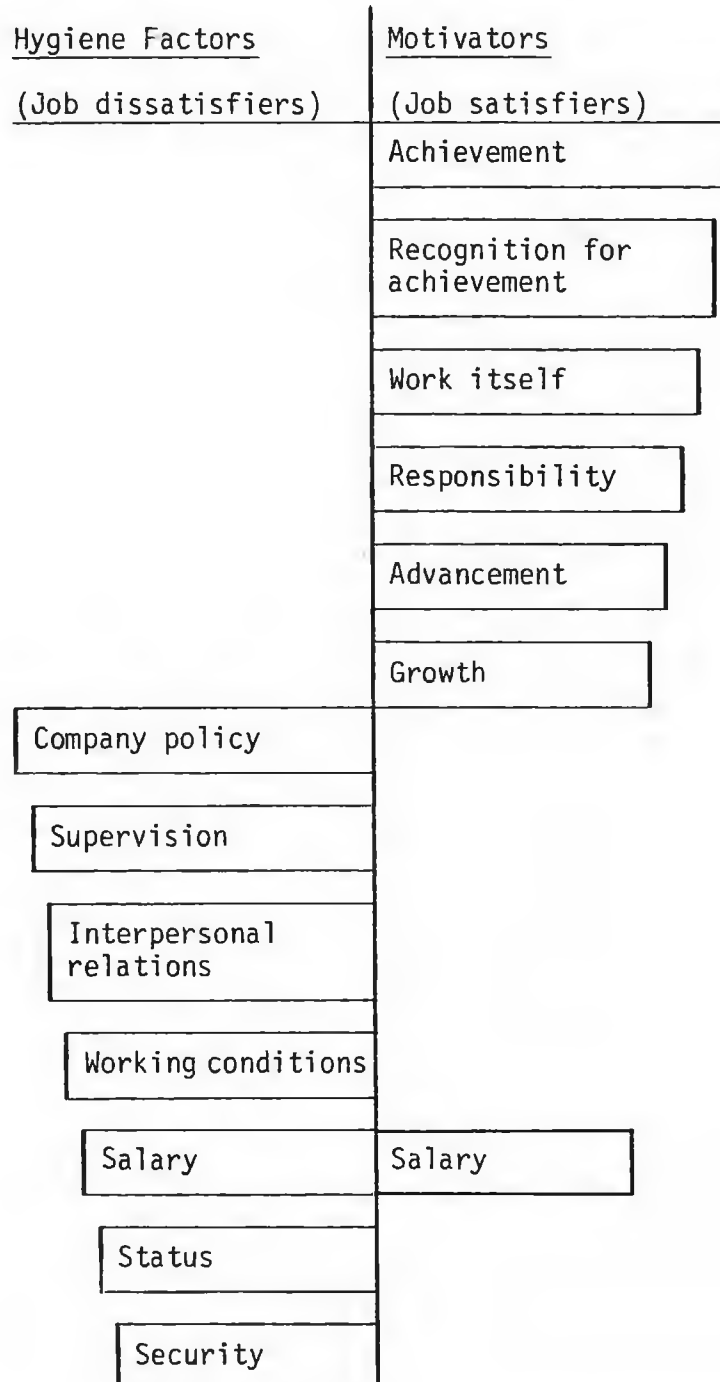 Hygiene Factors
(Job dissatisfiers)
Motivators
(Job satisfiers)
Achievement
Recognition for
achievement
Work itself
Responsibility
Advancement
Growth
Company policy
Supervision
Interpersonal
relations
Working conditions
Salary
Salary
Status
Security